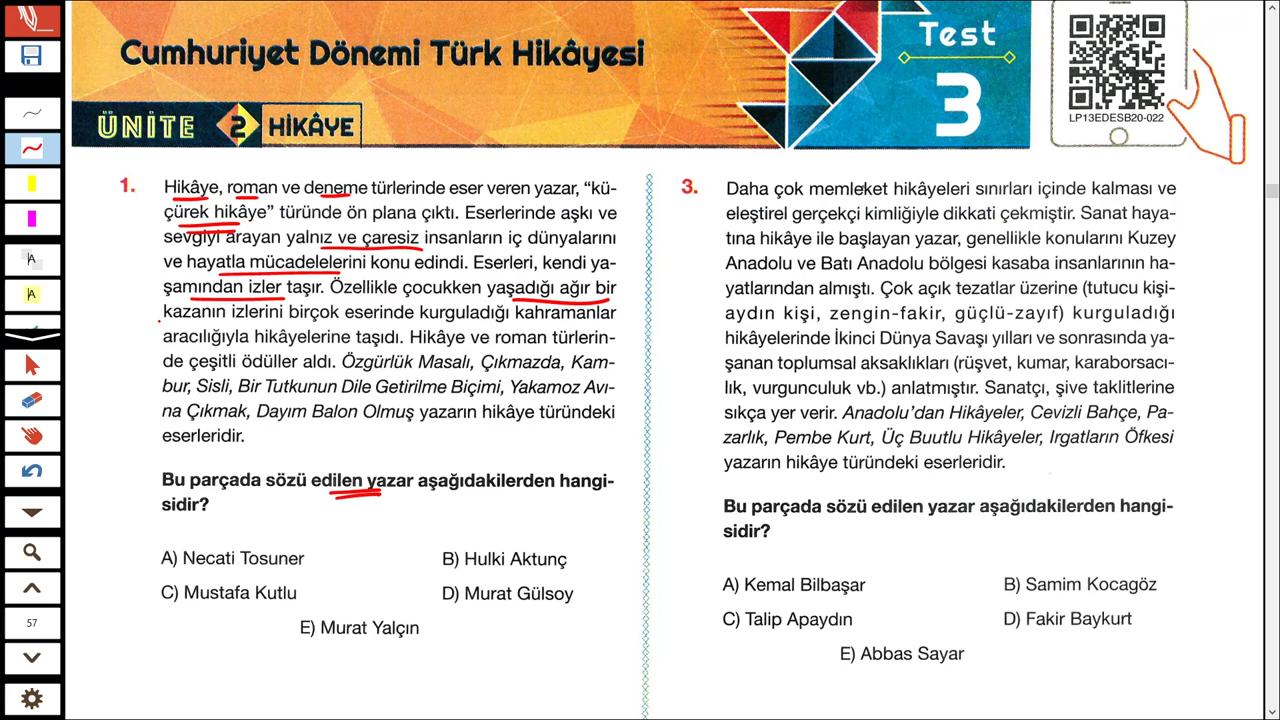 Cumhuriyet Dönemi Türk Hikâyesi
Test
3
ÜNİTE 2 HİKÂYE
LP13EDESB20-022
1. Hikâye, roman ve deneme türlerinde eser veren yazar, “kü-
çürek hikâye” türünde ön plana çıktı. Eserlerinde aşkı ve
sevgiyi arayan yalnız ve çaresiz insanların iç dünyalarını
ve hayatla mücadelelerini konu edindi. Eserleri, kendi ya-
şamından izler taşır. Özellikle çocukken yaşadığı ağır bir
kazanın izlerini birçok eserinde kurguladığı kahramanlar
aracılığıyla hikâyelerine taşıdı. Hikâye ve roman türlerin-
de çeşitli ödüller aldı. Özgürlük Masalı, Çıkmazda, Kam-
bur, Sisli, Bir Tutkunun Dile Getirilme Biçimi, Yakamoz Avı-
na Çıkmak, Dayım Balon Olmuş yazarın hikâye türündeki
eserleridir.
Bu parçada sözü edilen yazar aşağıdakilerden hangi-
sidir?
A) Necati Tosuner B) Hulki Aktunç
C) Mustafa Kutlu D) Murat Gülsoy
E) Murat Yalçın
3. Daha çok memleket hikâyeleri sınırları içinde kalması ve
eleştirel gerçekçi kimliğiyle dikkati çekmiştir. Sanat haya-
tına hikâye ile başlayan yazar, genellikle konularını Kuzey
Anadolu ve Batı Anadolu bölgesi kasaba insanlarının ha-
yatlarından almıştı. Çok açık tezatlar üzerine (tutucu kişi-
aydın kişi, zengin-fakir, güçlü-zayıf) kurguladığı
hikâyelerinde İkinci Dünya Savaşı yılları ve sonrasında ya-
şanan toplumsal aksaklıkları (rüşvet, kumar, karaborsacı-
lık, vurgunculuk vb.) anlatmıştır. Sanatçı, şive taklitlerine
sıkça yer verir. Anadolu’dan Hikâyeler, Cevizli Bahçe, Pa-
zarlık, Pembe Kurt, Üç Buutlu Hikâyeler, Irgatların Öfkesi
yazarın hikâye türündeki eserleridir.
Bu parçada sözü edilen yazar aşağıdakilerden hangi-
sidir?
A) Kemal Bilbaşar B) Samim Kocagöz
C) Talip Apaydın D) Fakir Baykurt
E) Abbas Sayar
A
A
57